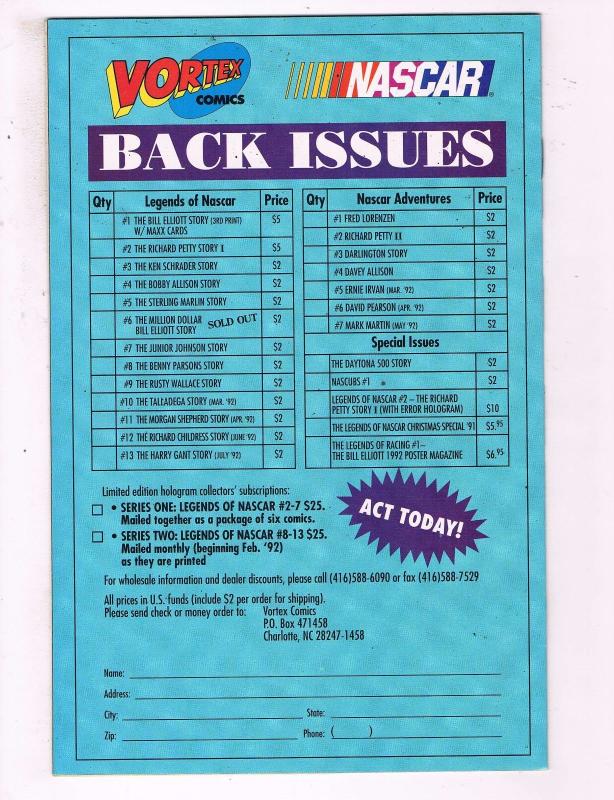 VORTEX
COMICS
NASCAR
BACK ISSUES
Qty Legends of Nascar Price
#1 THE BILL ELLIOTT STORY (3RD PRINT) $5
W/ MAXX CARDS
#2 THE RICHARD PETTY STORY II $5
#3 THE KEN SCHRADER STORY $2
#4 THE BOBBY ALLISON STORY $2
#5 THE STERLING MARLIN STORY $2
#6 THE MILLION DOLLAR SOLD OUT $2
BILL ELLIOTT STORY
#7 THE JUNIOR JOHNSON STORY $2
#8 THE BENNY PARSONS STORY $2
#9 THE RUSTY WALLACE STORY $2
#10 THE TALLADEGA STORY (MAR. '92) $2
#11 THE MORGAN SHEPHERD STORY (APR. '92) $2
#12 THE RICHARD CHILDRESS STORY (JUNE '92) $2
#13 THE HARRY GANT STORY (JULY '92) $2
Qty Nascar Adventures Price
#1 FRED LORENZEN $2
#2 RICHARD PETTY II $2
#3 DARLINGTON STORY $2
#4 DAVEY ALLISON $2
#5 ERNIE IRVAN (MAR. '92) $2
#6 DAVID PEARSON (APR. '92) $2
#7 MARK MARTIN (MAY '92) $2
Special Issues
THE DAYTONA 500 STORY $2
NASCUBS #1 $2
LEGENDS OF NASCAR #2 – THE RICHARD
PETTY STORY II (WITH ERROR HOLOGRAM) $10
THE LEGENDS OF NASCAR CHRISTMAS SPECIAL '91 $5.95
THE LEGENDS OF RACING #1–
THE BILL ELLIOTT 1992 POSTER MAGAZINE $6.95
Limited edition hologram collectors' subscriptions:
• SERIES ONE: LEGENDS OF NASCAR #2-7 $25.
Mailed together as a package of six comics.
• SERIES TWO: LEGENDS OF NASCAR #8-13 $25.
Mailed monthly (beginning Feb. '92)
as they are printed
ACT TODAY!
For wholesale information and dealer discounts, please call (416)588-6090 or fax (416)588-7529
All prices in U.S. funds (include $2 per order for shipping).
Please send check or money order to: Vortex Comics
P.O. Box 471458
Charlotte, NC 28247-1458
Name:
Address:
City: State:
Zip: Phone: ( )